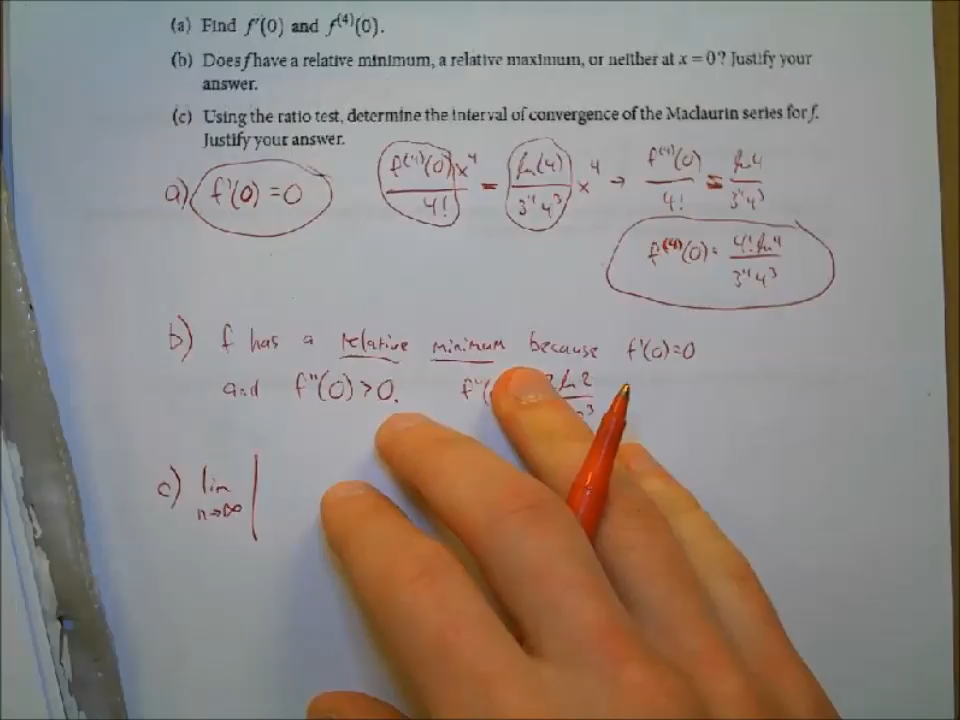 (a) Find f′(0) and f⁽⁴⁾(0).
(b) Does f have a relative minimum, a relative maximum, or neither at x = 0? Justify your
answer.
(c) Using the ratio test, determine the interval of convergence of the Maclaurin series for f.
Justify your answer.
a) f'(0) = 0 f⁽⁴⁾(0)x⁴/4! = ln(4)/3⁴4³ x⁴ → f⁽⁴⁾(0)/4! = ln4/3⁴4³
f⁽⁴⁾(0) = 4! ln4/3⁴4³
b) f has a relative minimum because f'(0)=0
and f"(0) > 0. f"( ln 2
c) lim n→∞ |